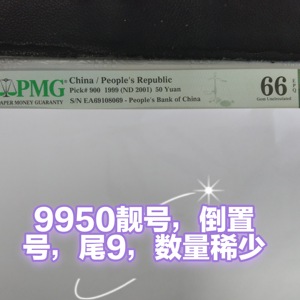 PMG
PAPER MONEY GUARANTY
China / People's Republic
Pick# 900 1999 (ND 2001) 50 Yuan
S/N EA69108069 - People's Bank of China
66 EPQ
Gem Uncirculated
9950靓号，倒置
号，尾9，数量稀少